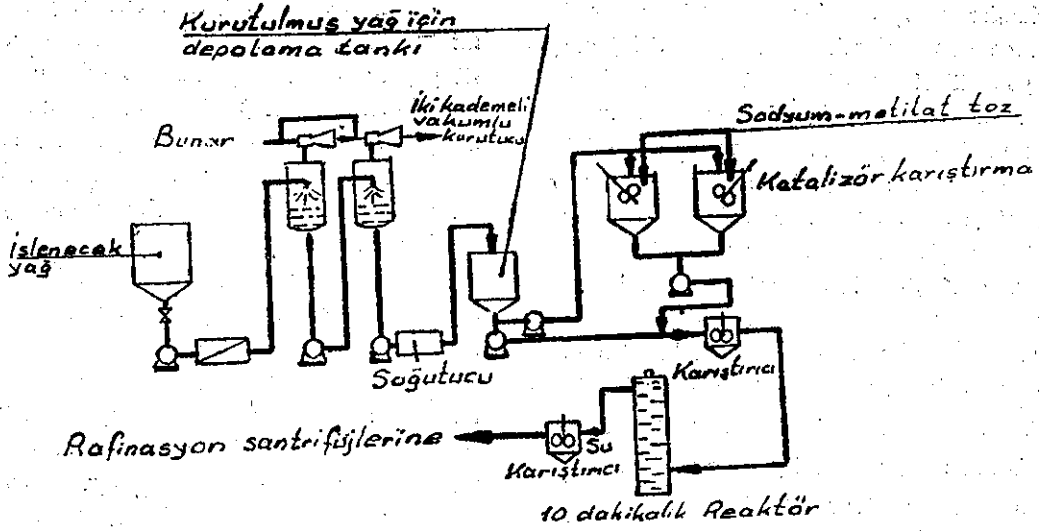 Kurutulmuş yağ için
depolama tankı
Bunar
İki kademeli
vakumlu
kurutucu
Sodyum-metilat toz
Katalizör karıştırma
İşlenecek
yağ
Soğutucu
Karıştırıcı
Rafinasyon santrifüjlerine
Su
Karıştırıcı
10 dakikalık Reaktör